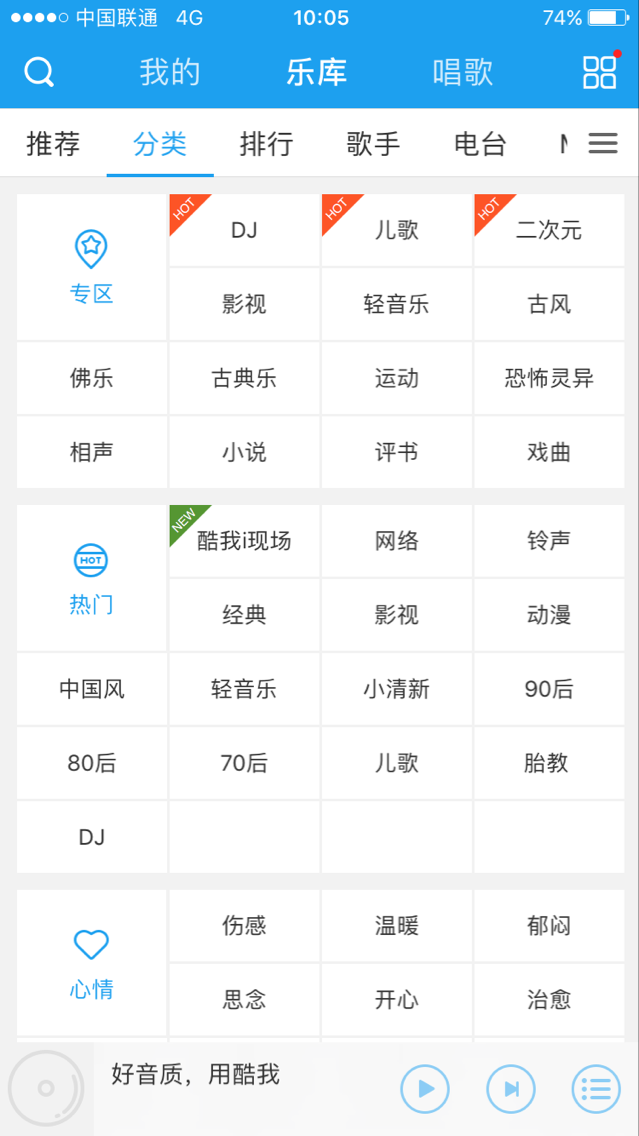 中国联通 4G 10:05 74%
我的 乐库 唱歌
推荐 分类 排行 歌手 电台
专区
HOT DJ HOT 儿歌 HOT 二次元
影视 轻音乐 古风
佛乐 古典乐 运动 恐怖灵异
相声 小说 评书 戏曲
HOT 热门
NEW 酷我i现场 网络 铃声
经典 影视 动漫
中国风 轻音乐 小清新 90后
80后 70后 儿歌 胎教
DJ
心情
伤感 温暖 郁闷
思念 开心 治愈
好音质，用酷我